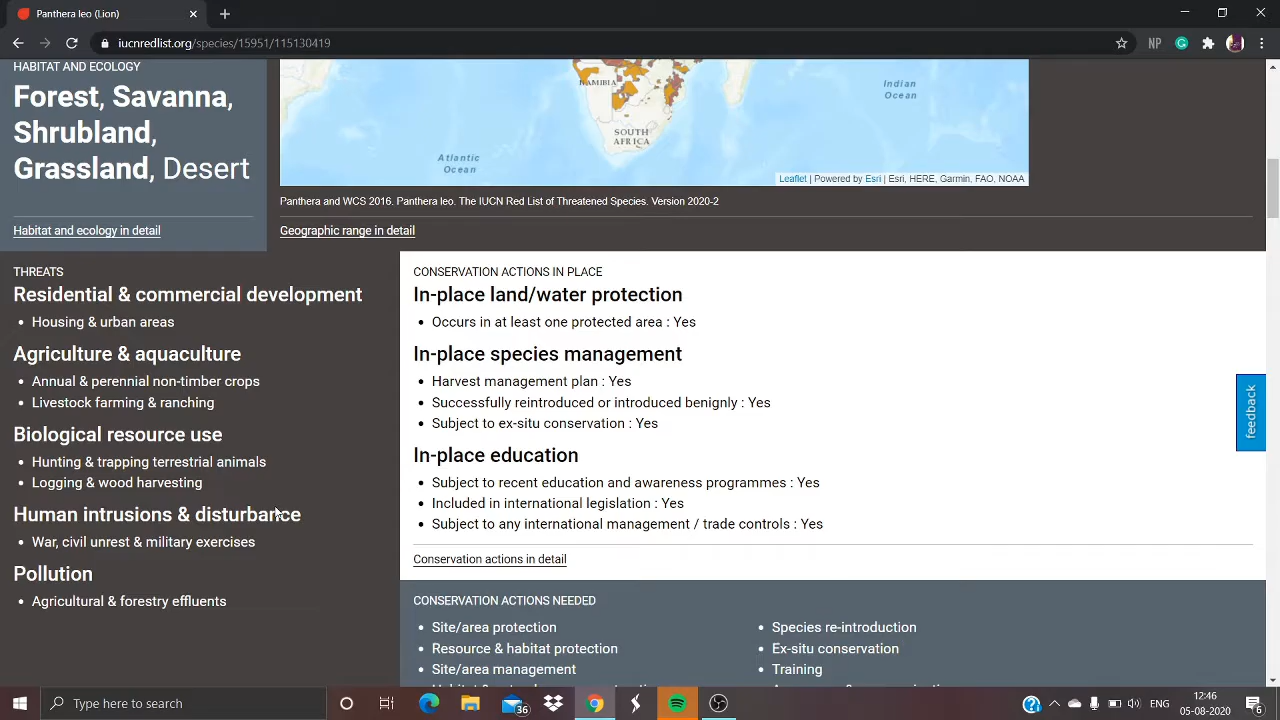 Panthera leo (Lion)
iucnredlist.org/species/15951/115130419
NP
HABITAT AND ECOLOGY
Forest, Savanna,
Shrubland,
Grassland, Desert
Habitat and ecology in detail
NAMIBIA
SOUTH
AFRICA
Indian
Ocean
Atlantic
Ocean
Leaflet | Powered by Esri | Esri, HERE, Garmin, FAO, NOAA
Panthera and WCS 2016. Panthera leo. The IUCN Red List of Threatened Species. Version 2020-2
Geographic range in detail
THREATS
Residential & commercial development
• Housing & urban areas
Agriculture & aquaculture
• Annual & perennial non-timber crops
• Livestock farming & ranching
Biological resource use
• Hunting & trapping terrestrial animals
• Logging & wood harvesting
Human intrusions & disturbance
• War, civil unrest & military exercises
Pollution
• Agricultural & forestry effluents
CONSERVATION ACTIONS IN PLACE
In-place land/water protection
• Occurs in at least one protected area : Yes
In-place species management
• Harvest management plan : Yes
• Successfully reintroduced or introduced benignly : Yes
• Subject to ex-situ conservation : Yes
In-place education
• Subject to recent education and awareness programmes : Yes
• Included in international legislation : Yes
• Subject to any international management / trade controls : Yes
Conservation actions in detail
CONSERVATION ACTIONS NEEDED
• Site/area protection
• Resource & habitat protection
• Site/area management
• Species re-introduction
• Ex-situ conservation
• Training
feedback
Type here to search
36
ENG
12:46
05-08-2020
6